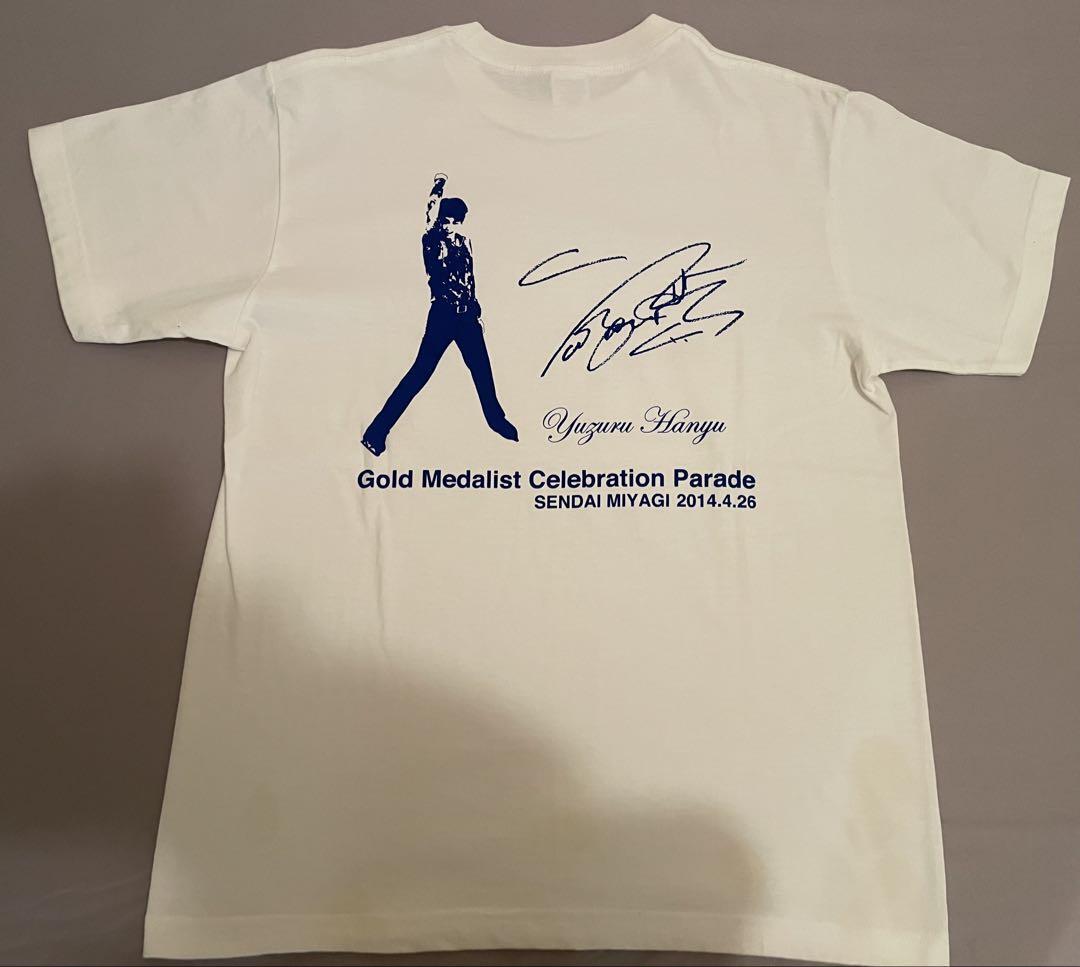 Yuzuru Hanyu
Gold Medalist Celebration Parade
SENDAI MIYAGI 2014.4.26